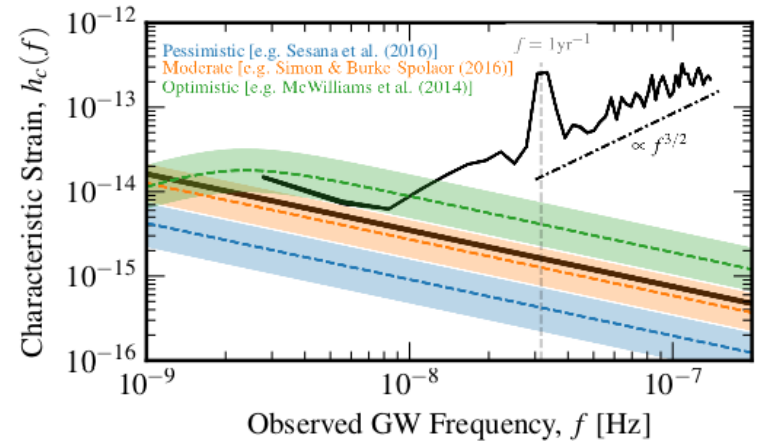 10⁻¹²
10⁻¹³
10⁻¹⁴
10⁻¹⁵
10⁻¹⁶
Characteristic Strain, h_c(f)
Pessimistic [e.g. Sesana et al. (2016)]
Moderate [e.g. Simon & Burke-Spolaor (2016)]
Optimistic [e.g. McWilliams et al. (2014)]
f = 1yr⁻¹
∝ f^{3/2}
10⁻⁹
10⁻⁸
10⁻⁷
Observed GW Frequency, f [Hz]